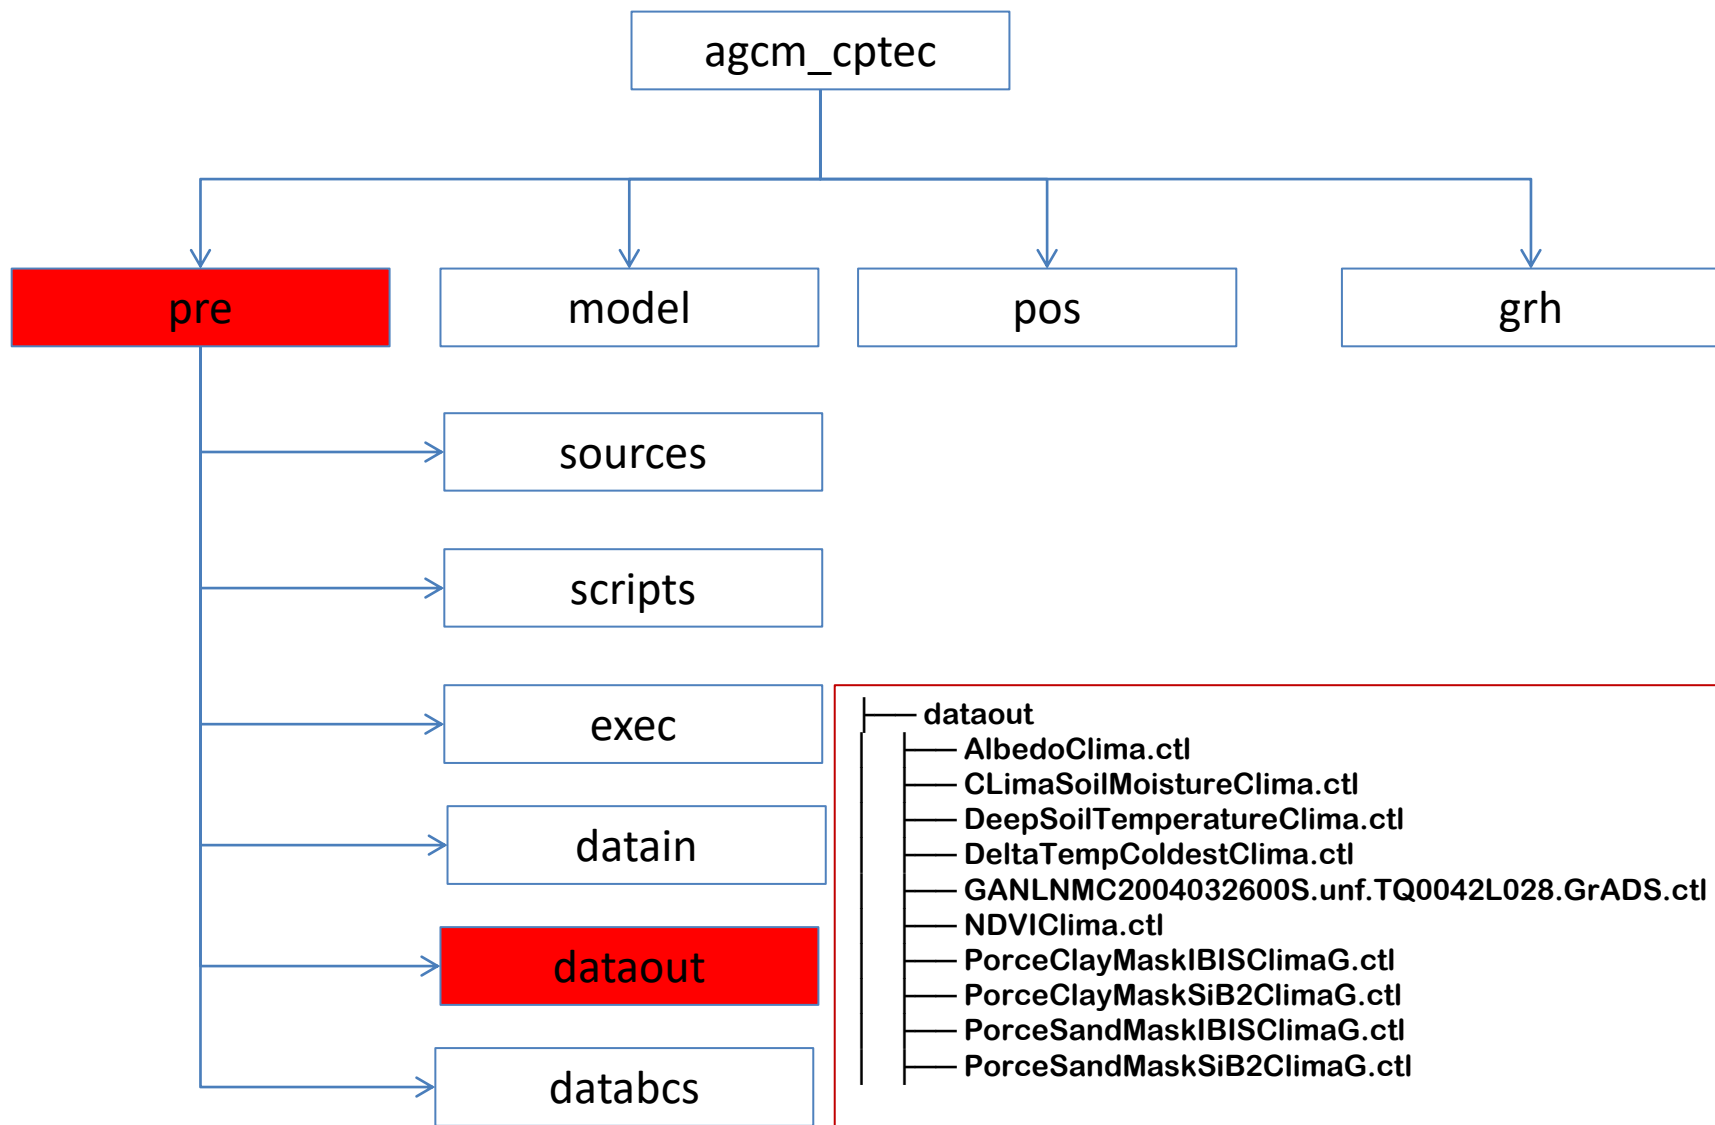 agcm_cptec
pre
model
pos
grh
sources
scripts
exec
datain
dataout
databcs
dataout
AlbedoClima.ctl
CLimaSoilMoistureClima.ctl
DeepSoilTemperatureClima.ctl
DeltaTempColdestClima.ctl
GANLNMC2004032600S.unf.TQ0042L028.GrADS.ctl
NDVIClima.ctl
PorceClayMaskIBISClimaG.ctl
PorceClayMaskSiB2ClimaG.ctl
PorceSandMaskIBISClimaG.ctl
PorceSandMaskSiB2ClimaG.ctl